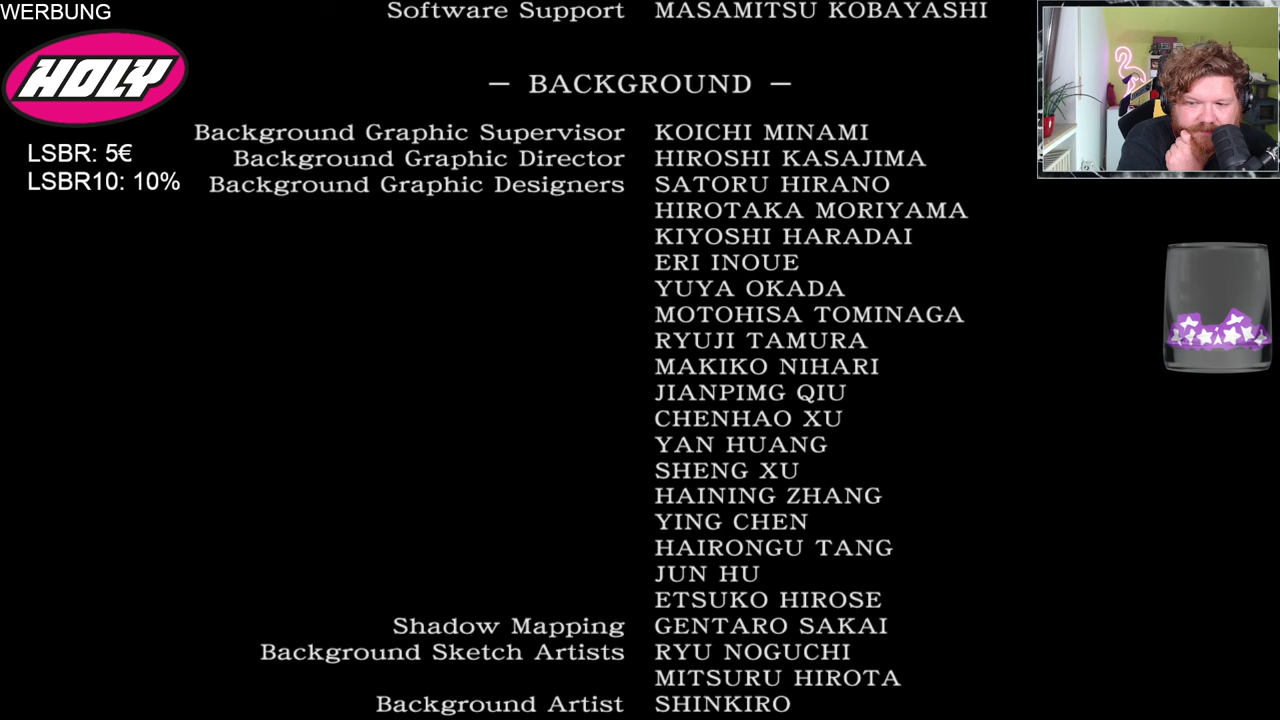 WERBUNG
HOLY
LSBR: 5€
LSBR10: 10%
Software Support MASAMITSU KOBAYASHI
— BACKGROUND —
Background Graphic Supervisor KOICHI MINAMI
Background Graphic Director HIROSHI KASAJIMA
Background Graphic Designers SATORU HIRANO
HIROTAKA MORIYAMA
KIYOSHI HARADAI
ERI INOUE
YUYA OKADA
MOTOHISA TOMINAGA
RYUJI TAMURA
MAKIKO NIHARI
JIANPIMG QIU
CHENHAO XU
YAN HUANG
SHENG XU
HAINING ZHANG
YING CHEN
HAIRONGU TANG
JUN HU
ETSUKO HIROSE
Shadow Mapping GENTARO SAKAI
Background Sketch Artists RYU NOGUCHI
MITSURU HIROTA
Background Artist SHINKIRO